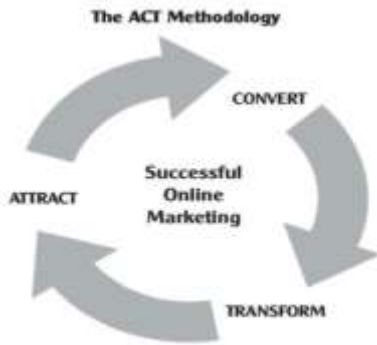 The ACT Methodology
CONVERT
ATTRACT
Successful
Online
Marketing
TRANSFORM